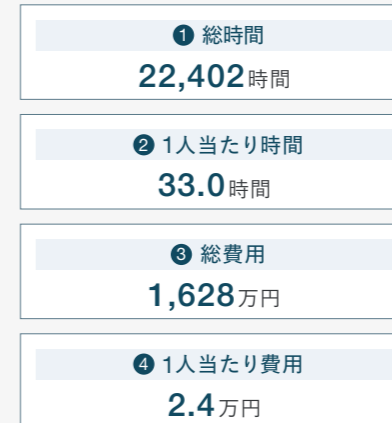 ❶ 総時間
22,402時間
❷ 1人当たり時間
33.0時間
❸ 総費用
1,628万円
❹ 1人当たり費用
2.4万円